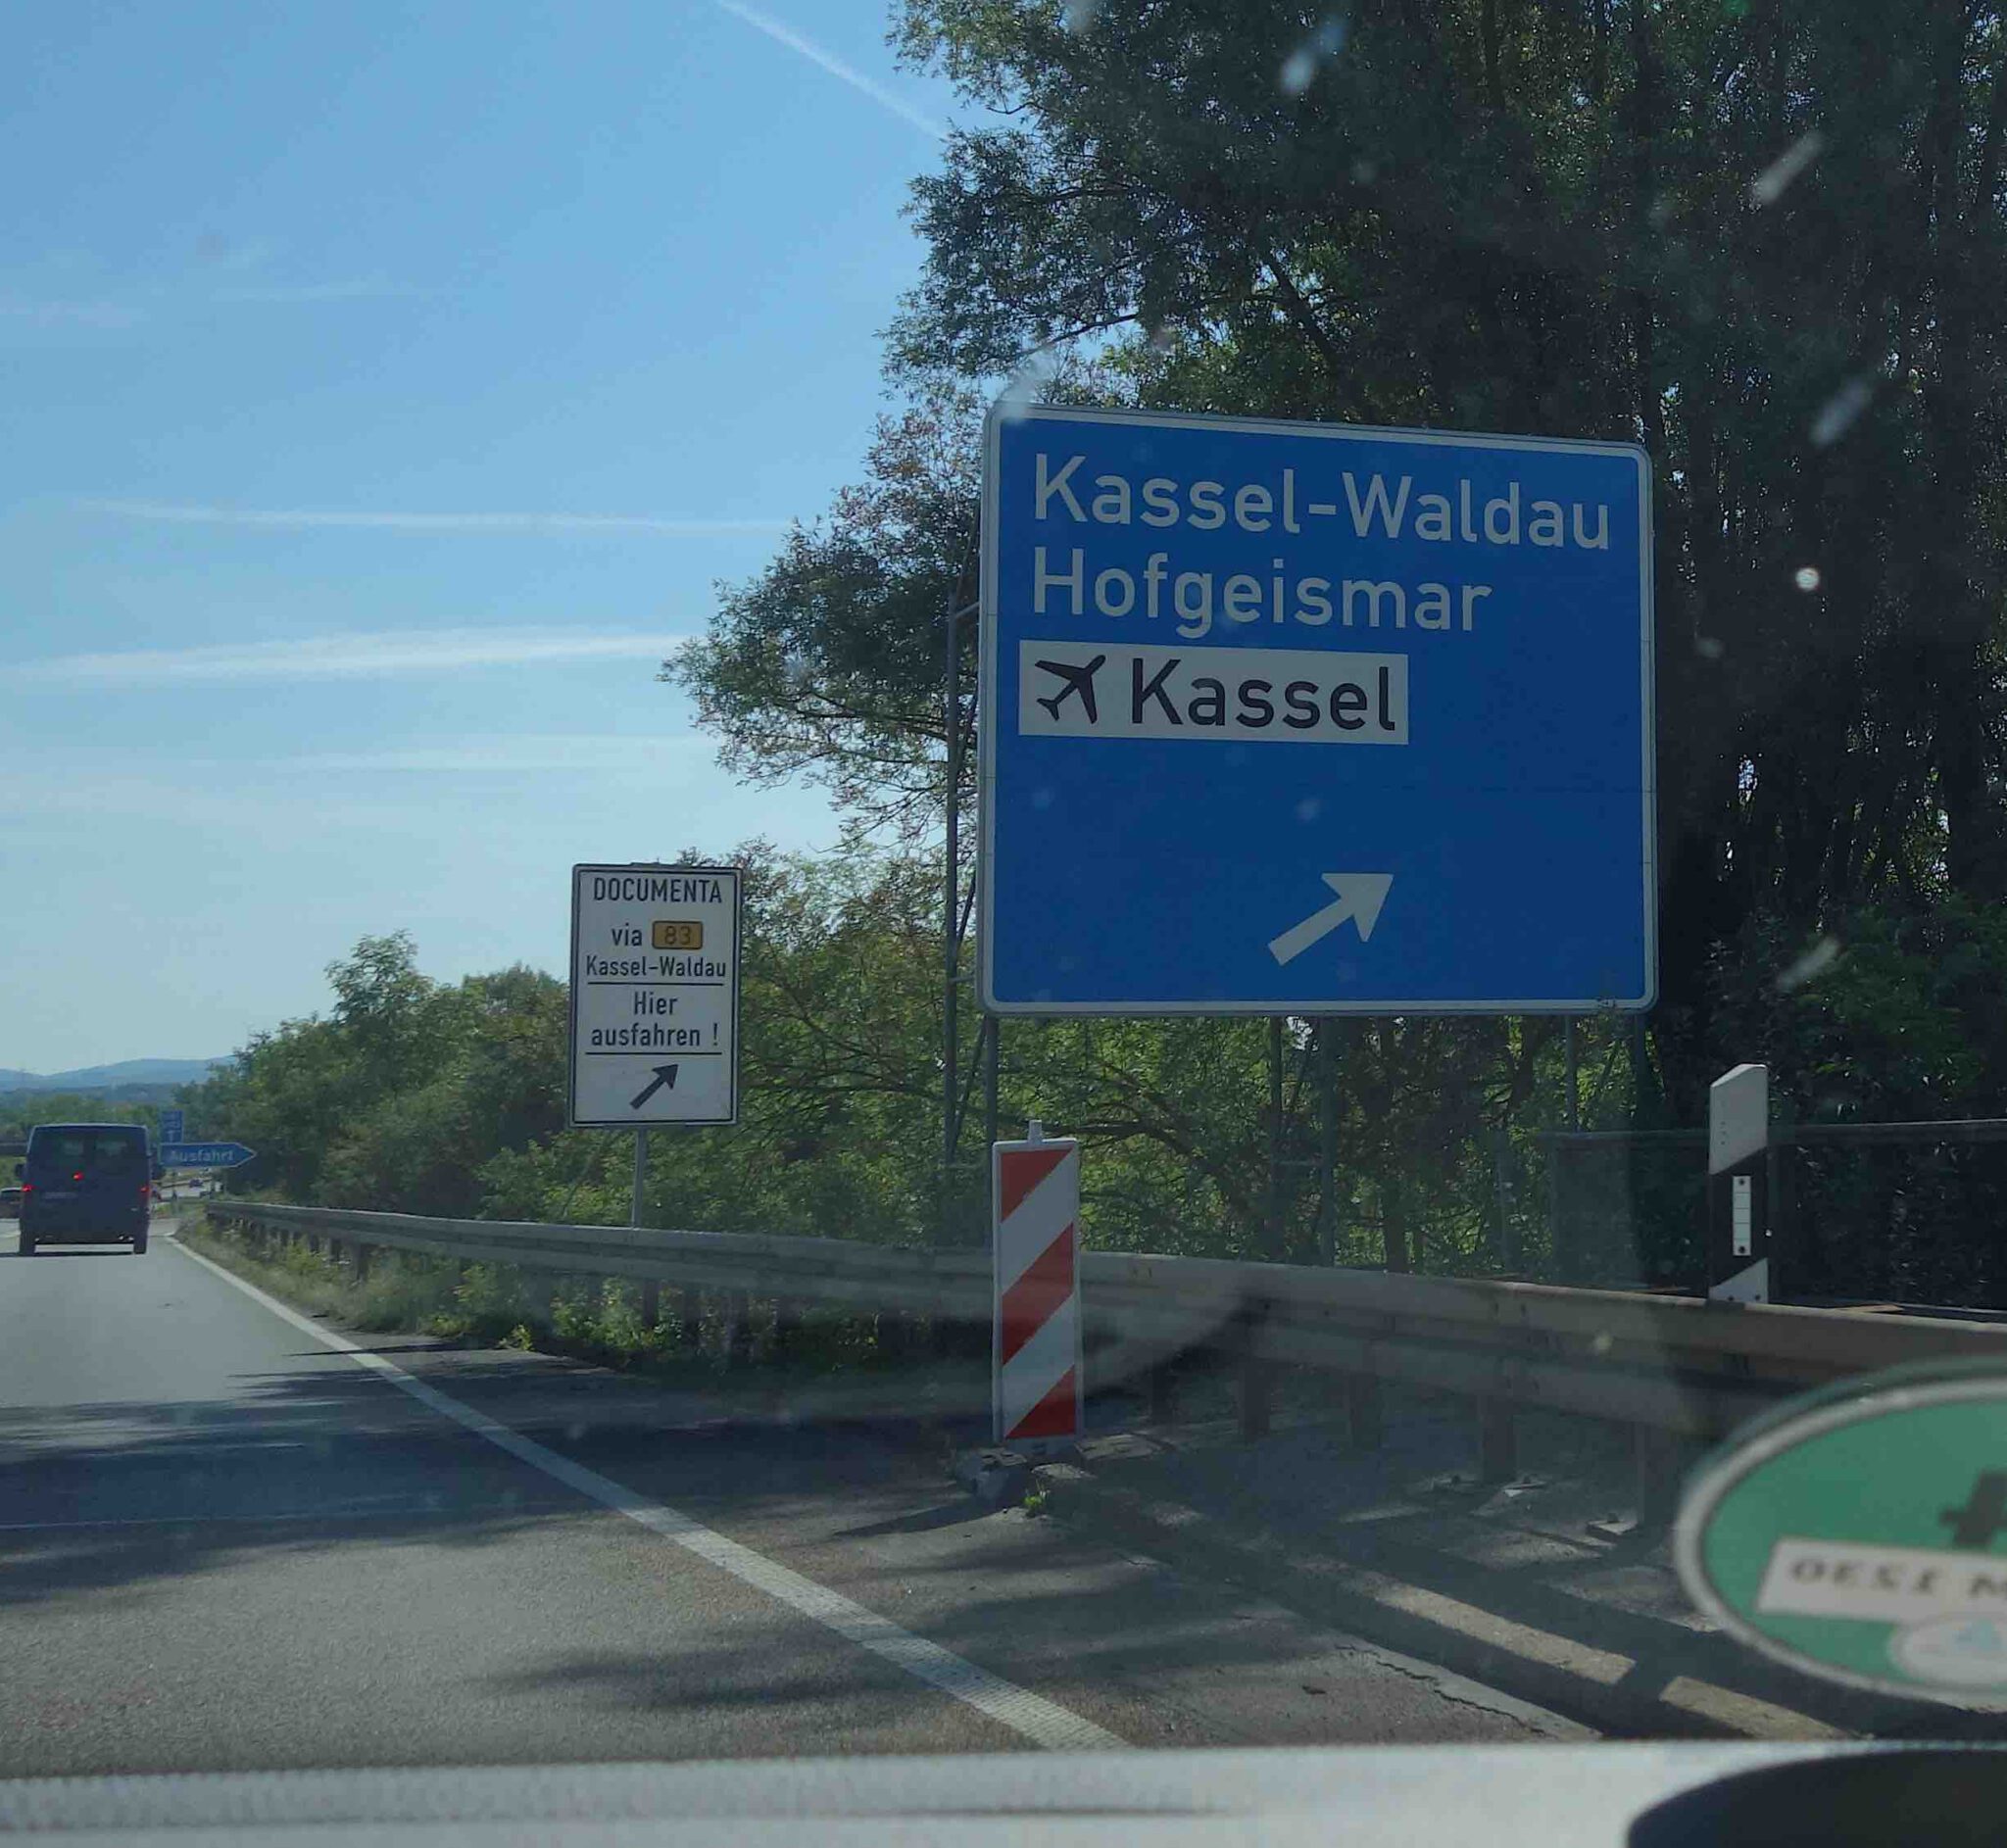 Kassel-Waldau
Hofgeismar
Kassel
DOCUMENTA
via 83
Kassel-Waldau
Hier
ausfahren !
Ausfahrt